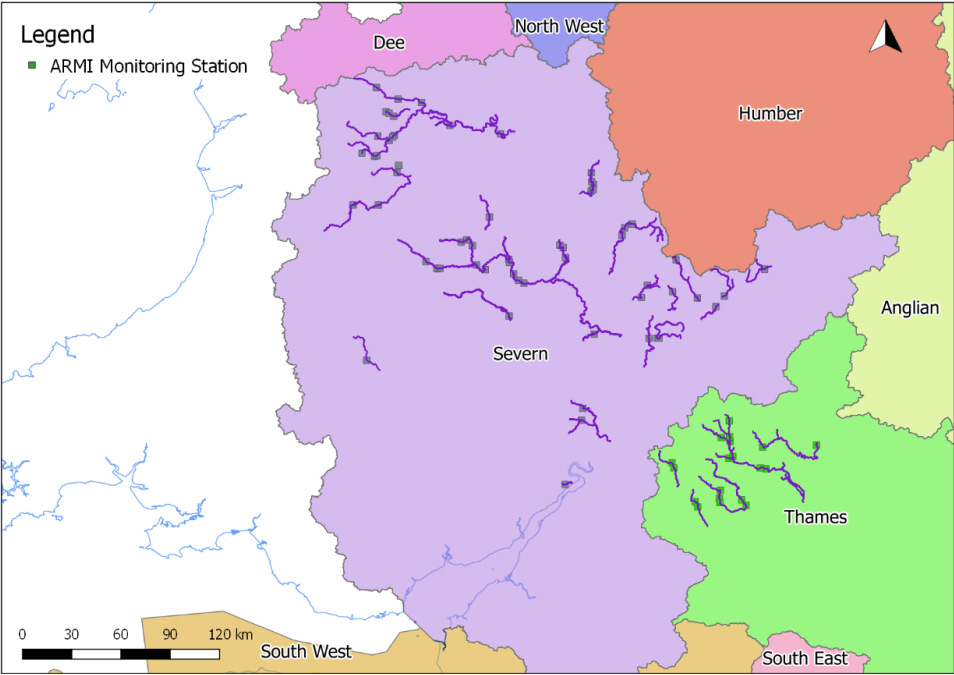 Legend
ARMI Monitoring Station
Dee
North West
Humber
Anglian
Severn
Thames
0 30 60 90 120 km
South West
South East